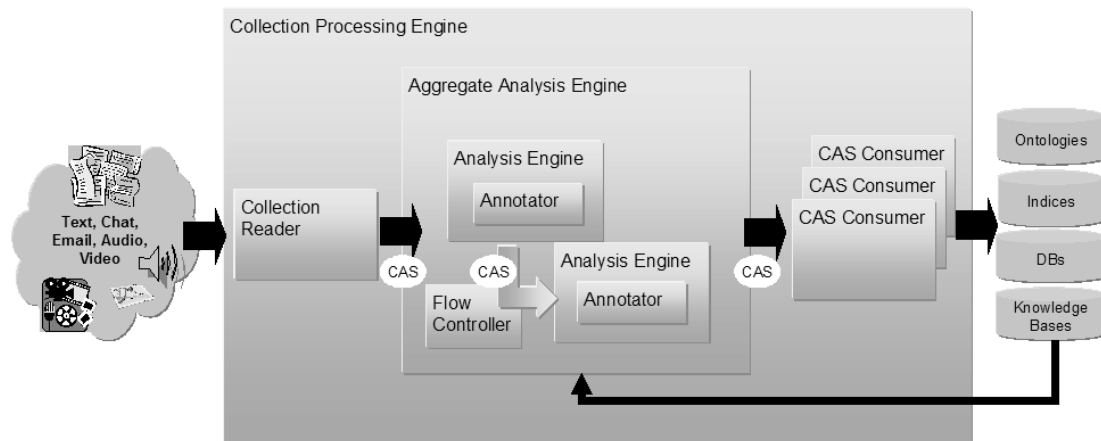 Collection Processing Engine
Aggregate Analysis Engine
Text, Chat,
Email, Audio,
Video
Collection
Reader
CAS
Analysis Engine
Annotator
CAS
Flow
Controller
Analysis Engine
Annotator
CAS
CAS Consumer
CAS Consumer
CAS Consumer
Ontologies
Indices
DBs
Knowledge
Bases